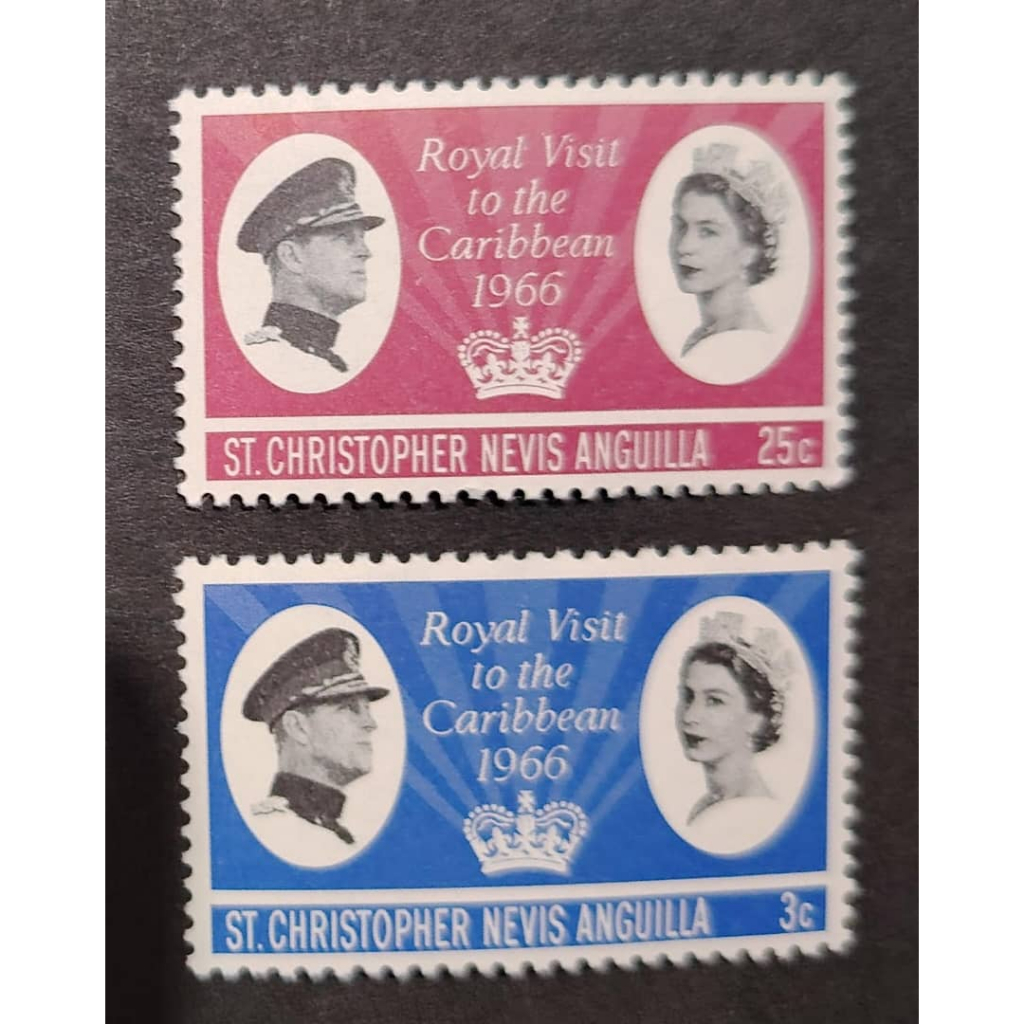 Royal Visit
to the
Caribbean
1966
ST. CHRISTOPHER NEVIS ANGUILLA 25c
Royal Visit
to the
Caribbean
1966
ST. CHRISTOPHER NEVIS ANGUILLA 3c